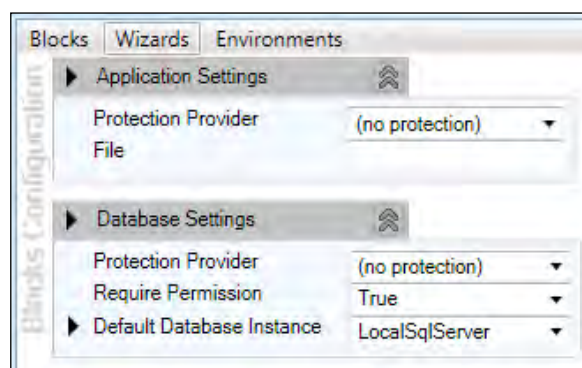 Blocks Wizards Environments
Blocks Configuration
Application Settings
Protection Provider (no protection)
File
Database Settings
Protection Provider (no protection)
Require Permission True
Default Database Instance LocalSqlServer